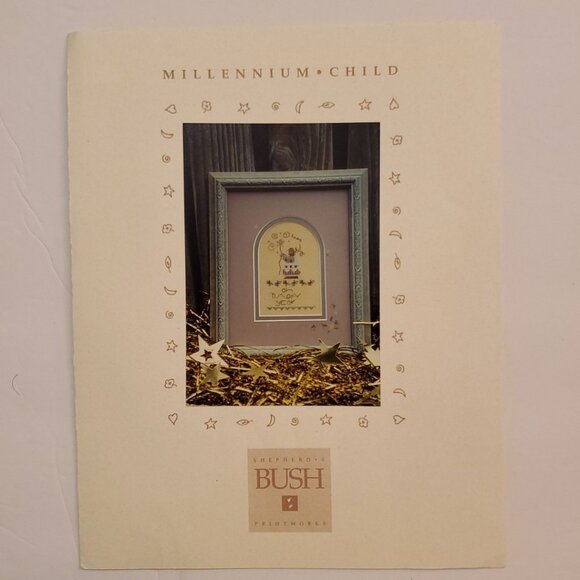 MILLENNIUM • CHILD
SHEPHERD•S
BUSH
PRINTWORKS